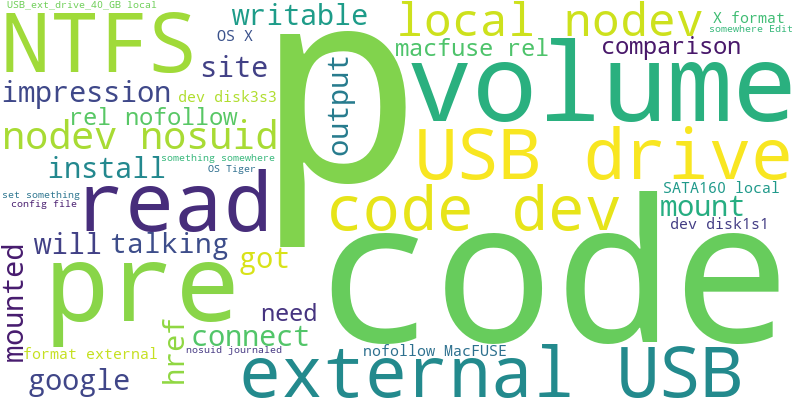 USB_ext_drive_40_GB local
NTFS
p
writable
local nodev
X format
somewhere Edit
OS X
macfuse rel
comparison
site
volume
impression
dev disk3s3
output
rel nofollow
nodev nosuid
USB drive
something somewhere
install
OS Tiger
read
set something
config file
code dev
SATA160 local
mount
dev disk1s1
will
talking
code
mounted
pre
got
need
href
connect
nosuid journaled
nofollow MacFUSE
format external
google
external USB